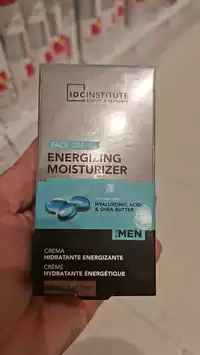 IDC INSTITUTE
FACE CREAM
ENERGIZING
MOISTURIZER
HYALURONIC ACID
& SHEA BUTTER
MEN
CREMA
HIDRATANTE ENERGIZANTE
CRÈME
HYDRATANTE ÉNERGÉTIQUE